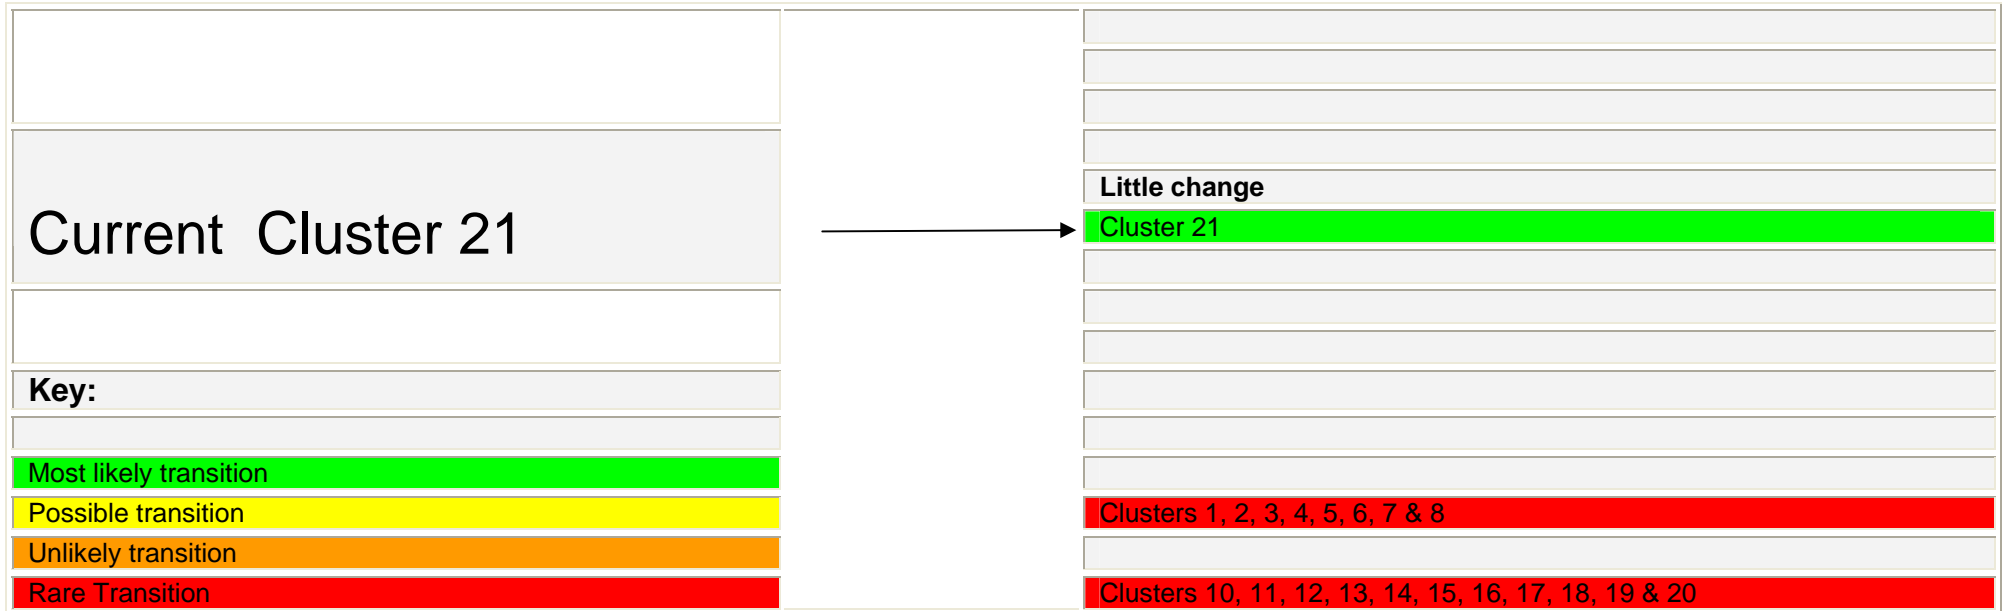 Current Cluster 21
Key:
Most likely transition
Possible transition
Unlikely transition
Rare Transition
Little change
Cluster 21
Clusters 1, 2, 3, 4, 5, 6, 7 & 8
Clusters 10, 11, 12, 13, 14, 15, 16, 17, 18, 19 & 20